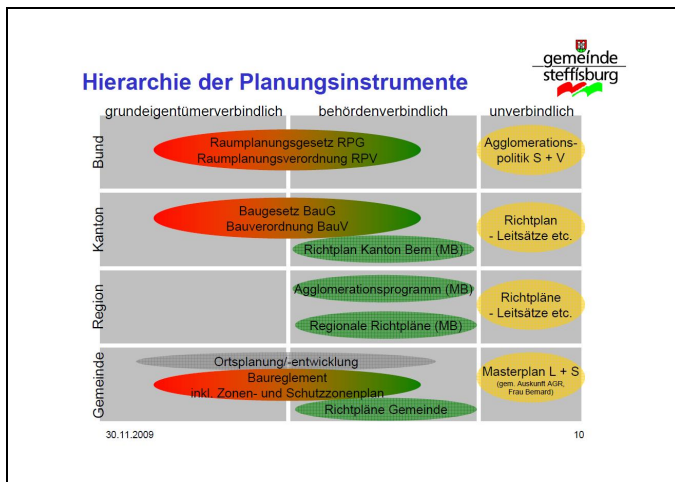 gemeinde
steffisburg
Hierarchie der Planungsinstrumente
grundeigentümerverbindlich behördenverbindlich unverbindlich
Bund
Raumplanungsgesetz RPG
Raumplanungsverordnung RPV
Agglomerations-
politik S + V
Kanton
Baugesetz BauG
Bauverordnung BauV
Richtplan Kanton Bern (MB)
Richtplan
- Leitsätze etc.
Region
Agglomerationsprogramm (MB)
Regionale Richtpläne (MB)
Richtpläne
- Leitsätze etc.
Gemeinde
Ortsplanung/-entwicklung
Baureglement
inkl. Zonen- und Schutzzonenplan
Richtpläne Gemeinde
Masterplan L + S
(gem. Auskunft AGR,
Frau Bernard)
30.11.2009
10